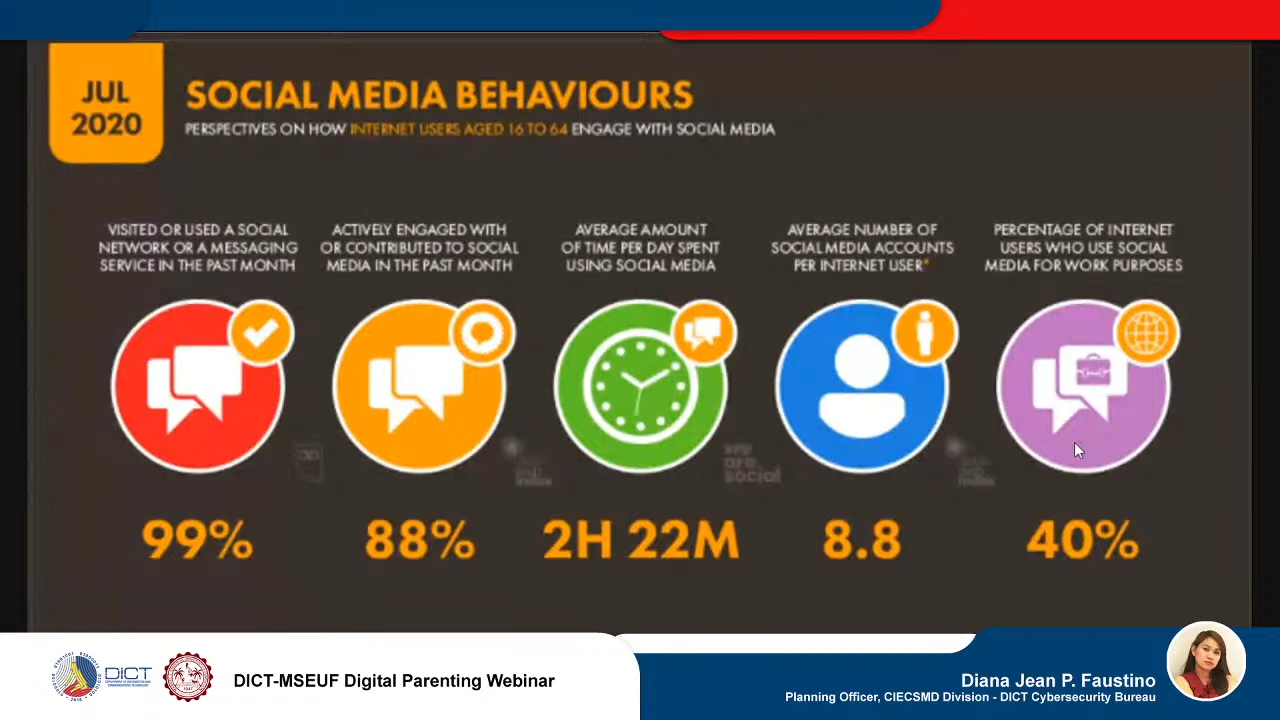 JUL
2020
SOCIAL MEDIA BEHAVIOURS
PERSPECTIVES ON HOW INTERNET USERS AGED 16 TO 64 ENGAGE WITH SOCIAL MEDIA
VISITED OR USED A SOCIAL
NETWORK OR A MESSAGING
SERVICE IN THE PAST MONTH
ACTIVELY ENGAGED WITH
OR CONTRIBUTED TO SOCIAL
MEDIA IN THE PAST MONTH
AVERAGE AMOUNT
OF TIME PER DAY SPENT
USING SOCIAL MEDIA
AVERAGE NUMBER OF
SOCIAL MEDIA ACCOUNTS
PER INTERNET USER*
PERCENTAGE OF INTERNET
USERS WHO USE SOCIAL
MEDIA FOR WORK PURPOSES
we
are.
social
99%
88%
2H 22M
8.8
40%
DICT
DICT-MSEUF Digital Parenting Webinar
Diana Jean P. Faustino
Planning Officer, CIECSMD Division - DICT Cybersecurity Bureau